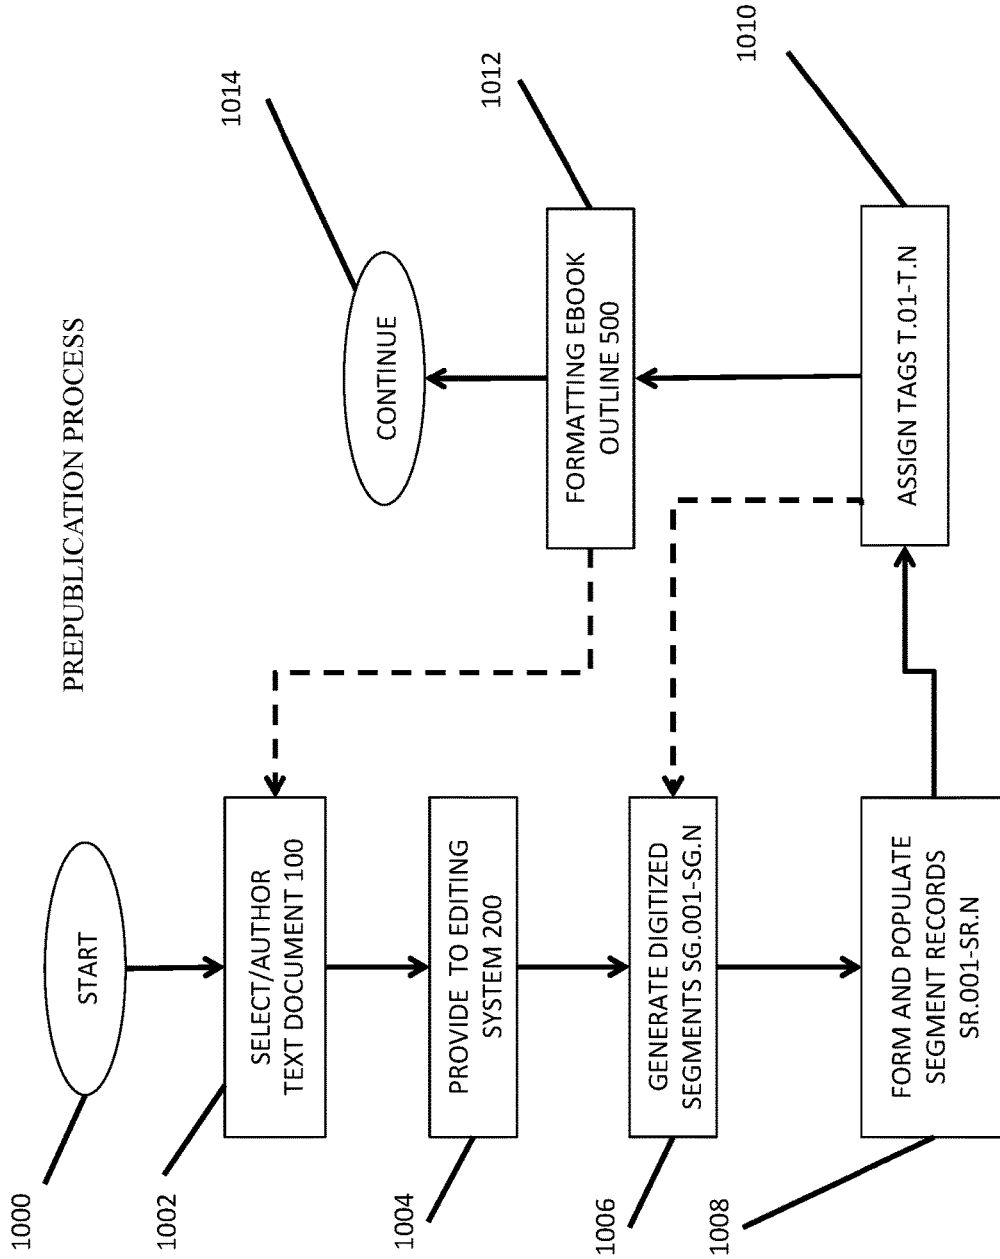 PREPUBLICATION PROCESS
1000
START
1002
SELECT/AUTHOR
TEXT DOCUMENT 100
1004
PROVIDE TO EDITING
SYSTEM 200
1006
GENERATE DIGITIZED
SEGMENTS SG.001-SG.N
1008
FORM AND POPULATE
SEGMENT RECORDS
SR.001-SR.N
1010
ASSIGN TAGS T.01-T.N
1012
FORMATTING EBOOK
OUTLINE 500
1014
CONTINUE